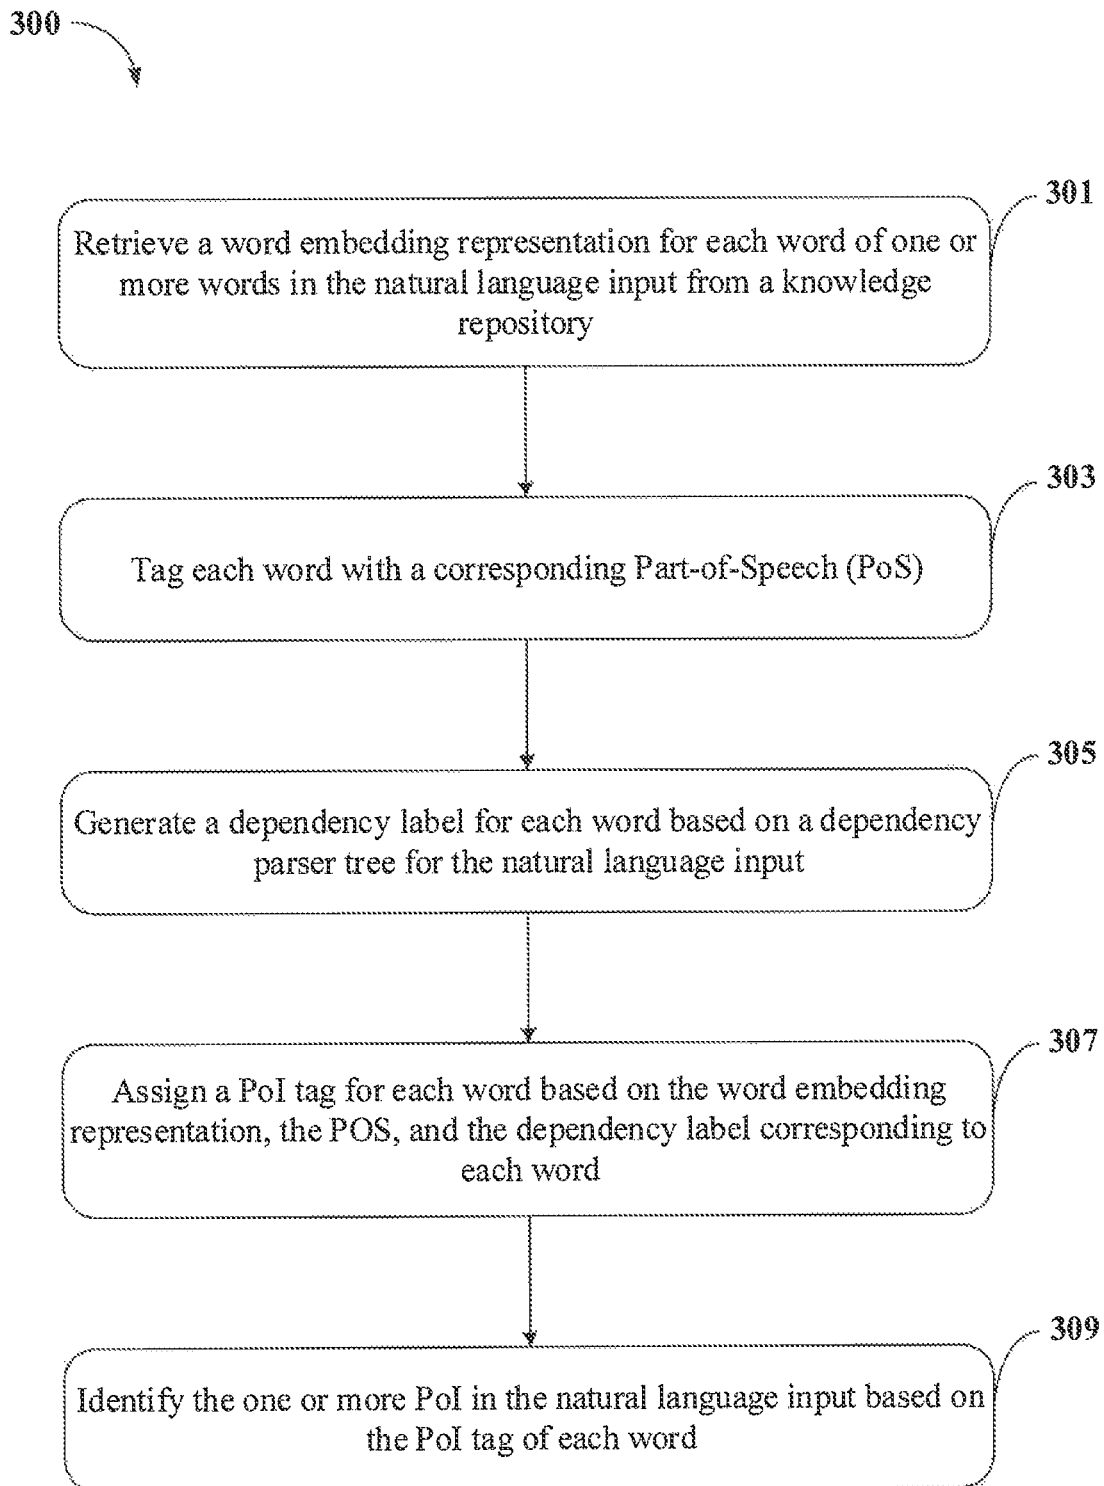 300
301
Retrieve a word embedding representation for each word of one or
more words in the natural language input from a knowledge
repository
303
Tag each word with a corresponding Part-of-Speech (PoS)
305
Generate a dependency label for each word based on a dependency
parser tree for the natural language input
307
Assign a PoI tag for each word based on the word embedding
representation, the POS, and the dependency label corresponding to
each word
309
Identify the one or more PoI in the natural language input based on
the PoI tag of each word